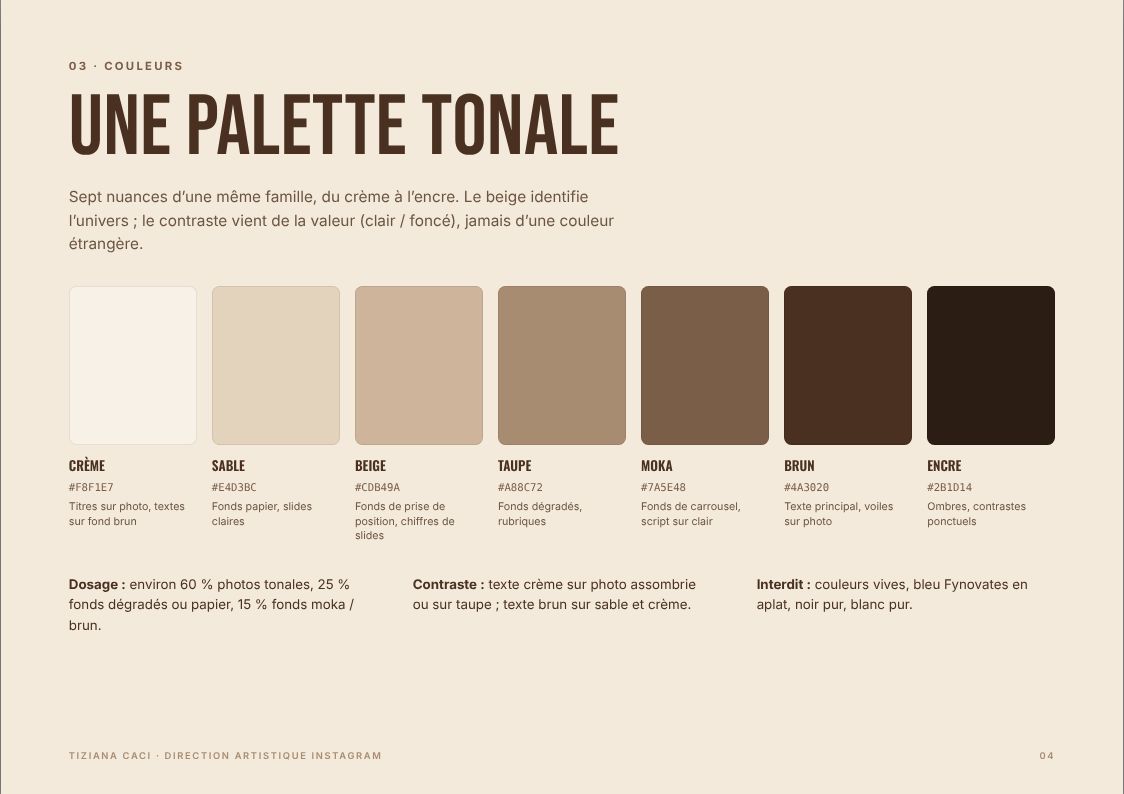 03 · COULEURS
UNE PALETTE TONALE
Sept nuances d’une même famille, du crème à l’encre. Le beige identifie
l’univers ; le contraste vient de la valeur (clair / foncé), jamais d’une couleur
étrangère.
CRÈME
#F8F1E7
Titres sur photo, textes
sur fond brun
SABLE
#E4D3BC
Fonds papier, slides
claires
BEIGE
#CDB49A
Fonds de prise de
position, chiffres de
slides
TAUPE
#A88C72
Fonds dégradés,
rubriques
MOKA
#7A5E48
Fonds de carrousel,
script sur clair
BRUN
#4A3020
Texte principal, voiles
sur photo
ENCRE
#2B1D14
Ombres, contrastes
ponctuels
Dosage : environ 60 % photos tonales, 25 %
fonds dégradés ou papier, 15 % fonds moka /
brun.
Contraste : texte crème sur photo assombrie
ou sur taupe ; texte brun sur sable et crème.
Interdit : couleurs vives, bleu Fynovates en
aplat, noir pur, blanc pur.
TIZIANA CACI · DIRECTION ARTISTIQUE INSTAGRAM
04